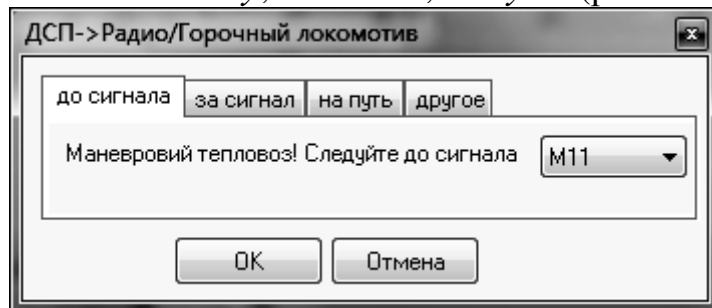 ДСП->Радио/Горочный локомотив
до сигнала за сигнал на путь другое
Маневровий тепловоз! Следуйте до сигнала М11
ОК Отмена